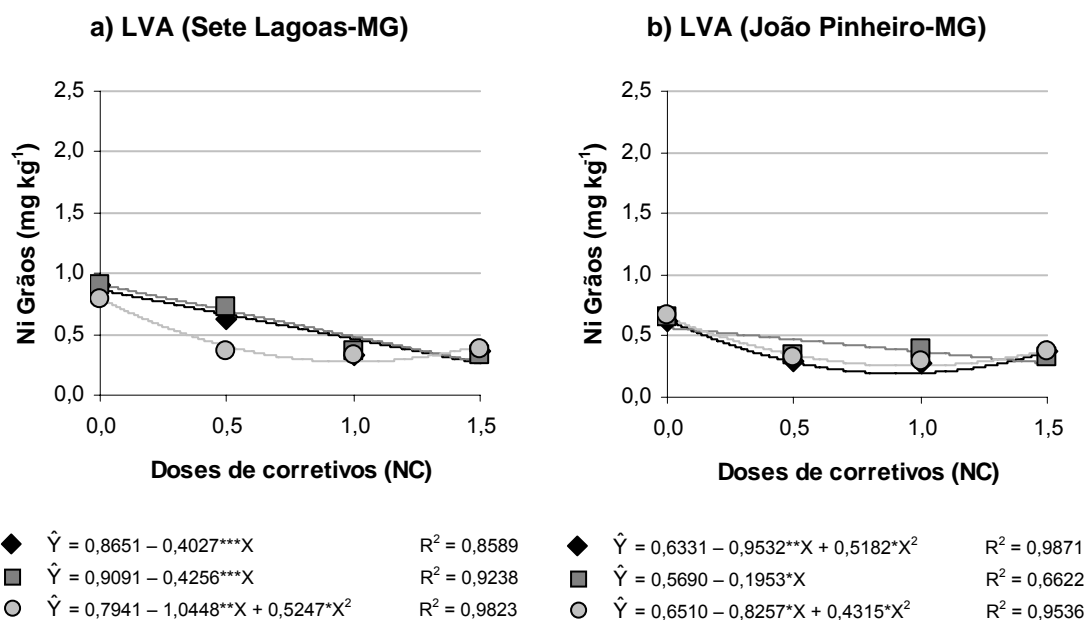 a) LVA (Sete Lagoas-MG)
2,5
2,0
1,5
1,0
0,5
0,0
Ni Grãos (mg kg⁻¹)
0,0 0,5 1,0 1,5
Doses de corretivos (NC)
Ŷ = 0,8651 – 0,4027***X R² = 0,8589
Ŷ = 0,9091 – 0,4256***X R² = 0,9238
Ŷ = 0,7941 – 1,0448**X + 0,5247*X² R² = 0,9823
b) LVA (João Pinheiro-MG)
2,5
2,0
1,5
1,0
0,5
0,0
Ni Grãos (mg kg⁻¹)
0,0 0,5 1,0 1,5
Doses de corretivos (NC)
Ŷ = 0,6331 – 0,9532**X + 0,5182*X² R² = 0,9871
Ŷ = 0,5690 – 0,1953*X R² = 0,6622
Ŷ = 0,6510 – 0,8257*X + 0,4315*X² R² = 0,9536